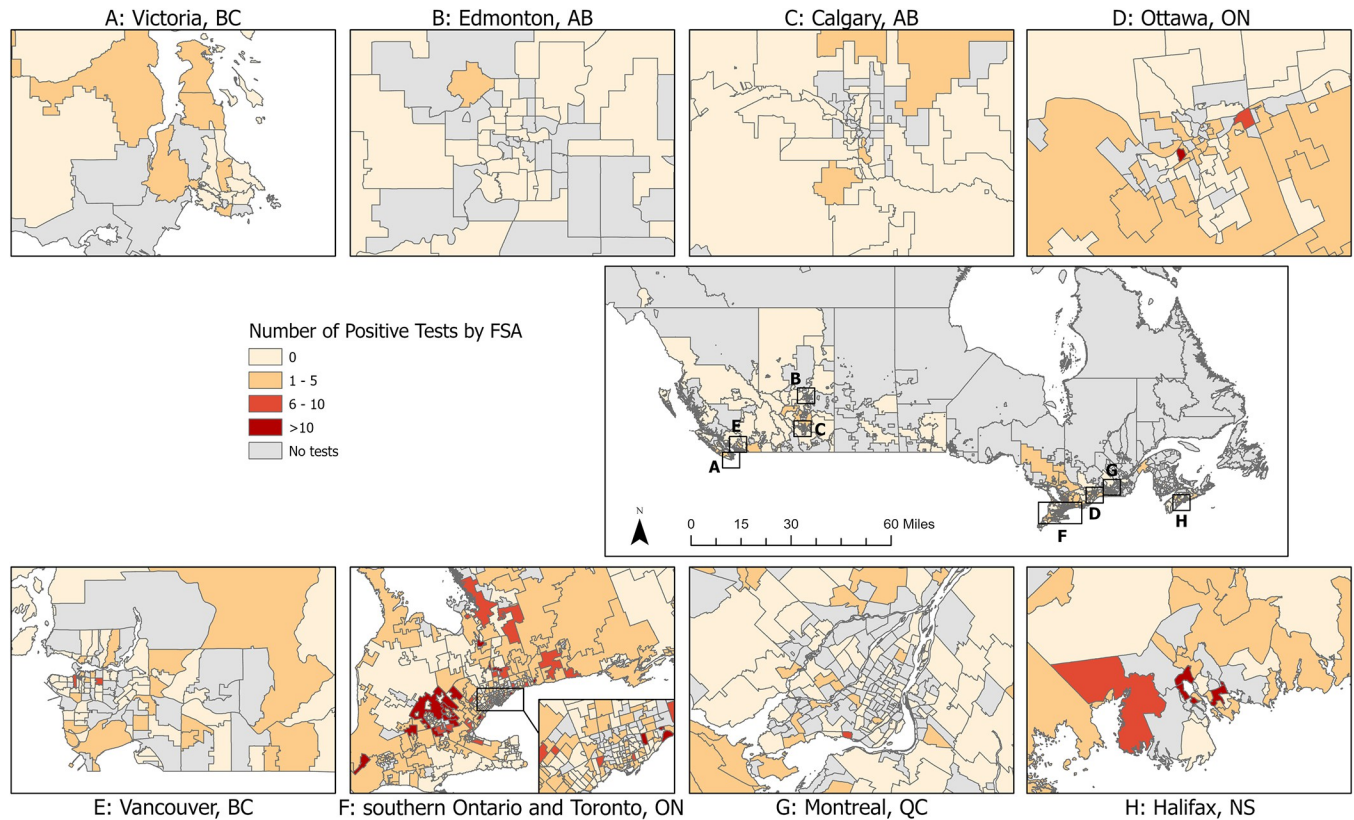 A: Victoria, BC
B: Edmonton, AB
C: Calgary, AB
D: Ottawa, ON
Number of Positive Tests by FSA
0
1 - 5
6 - 10
>10
No tests
B
E
C
A
G
D
H
F
N
0 15 30 60 Miles
E: Vancouver, BC
F: southern Ontario and Toronto, ON
G: Montreal, QC
H: Halifax, NS